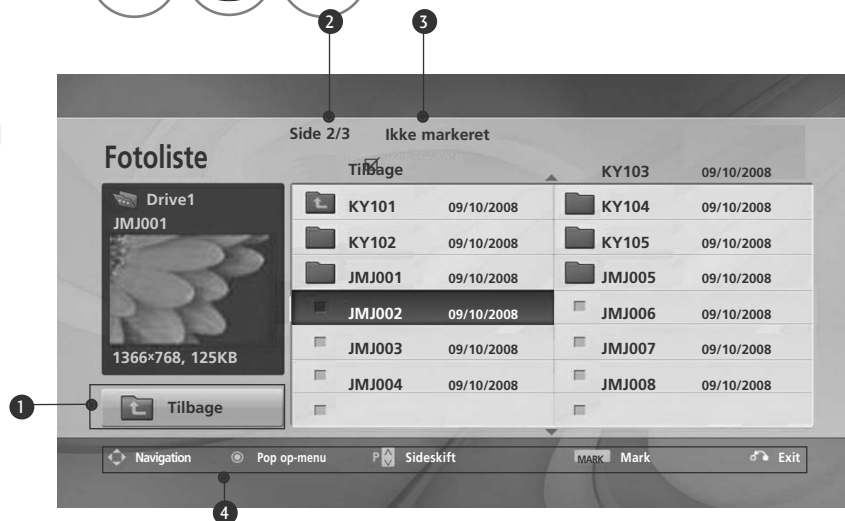 2 3
Side 2/3 Ikke markeret
Fotoliste
Tilbage KY103 09/10/2008
Drive1
JMJ001
KY101 09/10/2008 KY104 09/10/2008
KY102 09/10/2008 KY105 09/10/2008
JMJ001 09/10/2008 JMJ005 09/10/2008
JMJ002 09/10/2008 JMJ006 09/10/2008
JMJ003 09/10/2008 JMJ007 09/10/2008
1366×768, 125KB
JMJ004 09/10/2008 JMJ008 09/10/2008
1 Tilbage
Navigation Pop op-menu P Sideskift MARK Mark Exit
4